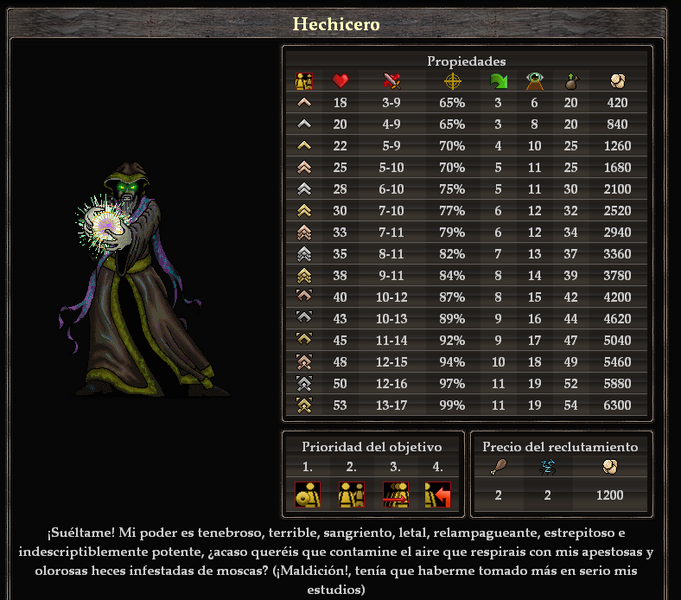 Hechicero
Propiedades
18 3-9 65% 3 6 20 420
20 4-9 65% 3 8 20 840
22 5-9 70% 4 10 25 1260
25 5-10 70% 5 11 25 1680
28 6-10 75% 5 11 30 2100
30 7-10 77% 6 12 32 2520
33 7-11 79% 6 12 34 2940
35 8-11 82% 7 13 37 3360
38 9-11 84% 8 14 39 3780
40 10-12 87% 8 15 42 4200
43 10-13 89% 9 16 44 4620
45 11-14 92% 9 17 47 5040
48 12-15 94% 10 18 49 5460
50 12-16 97% 11 19 52 5880
53 13-17 99% 11 19 54 6300
Prioridad del objetivo
1. 2. 3. 4.
Precio del reclutamiento
2 2 1200
¡Suéltame! Mi poder es tenebroso, terrible, sangriento, letal, relampagueante, estrepitoso e
indescriptiblemente potente, ¿acaso queréis que contamine el aire que respirais con mis apestosas y
olorosas heces infestadas de moscas? (¡Maldición!, tenía que haberme tomado más en serio mis
estudios)